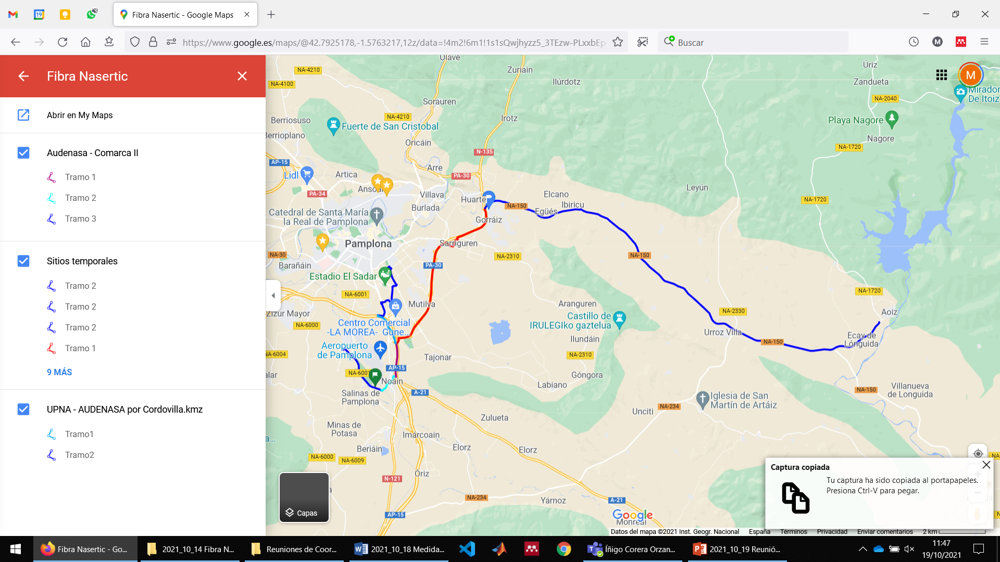 19
Fibra Nasertic - Google Maps
https://www.google.es/maps/@42.7925178,-1.5763217,12z/data=!4m2!6m1!1s1sQwjhyzz5_3TEzw-PLxxbEp
Buscar
M
Fibra Nasertic
Abrir en My Maps
Audenasa - Comarca II
Tramo 1
Tramo 2
Tramo 3
Sitios temporales
Tramo 2
Tramo 2
Tramo 2
Tramo 1
9 MÁS
UPNA - AUDENASA por Cordovilla.kmz
Tramo1
Tramo2
Capas
M
Olave
NA-4210
Zuriain
Úriz
NA-4100
Ilúrdotz
Zandueta
Mirador
De Itoiz
NA-2040
Sorauren
NA-4210
Irotz
Berriosuso
Fuerte de San Cristobal
Playa Nagore
Berrioplano
Oricáin
Nagore
NA-1720
N-135
AP-15
Arre
Lidl
Artica
PA-30
Leyún
Ansoáin
PA-34
Villava
Huarte
Elcano
NA-1720
Burlada
NA-150
Ibiricu
Egüés
Catedral de Santa María
la Real de Pamplona
Gorráiz
Pamplona
Sarriguren
NA-30
NA-2310
NA-150
Barañáin
PA-30
Estadio El Sadar
NA-6001
NA-1720
Mutilva
Aranguren
Zizur Mayor
Castillo de
IRULEGIko gaztelua
NA-2330
Aoiz
NA-6000
Centro Comercial
-LA MOREA- Gune...
Urroz Villa
Ilundáin
Ecay de
Lónguida
NA-150
Aeropuerto
de Pamplona
NA-6004
Tajonar
NA-2310
AP-15
NA-6001
Góngora
alar
Noáin
Labiano
Salinas de
Pamplona
A-21
NA-150
Villanueva
de Longuida
Iglesia de San
Martín de Artáiz
NA-234
Unciti
Zulueta
Minas de
Potasa
Imárcoain
a...
Beriáin
Elorz
Elorz
NA-6000
NA-6009
NA-
Óriz
N-121
NA-234
Yárnoz
A-21
AP-15
Google
Monreal
Datos del mapa ©2021 Inst. Geogr. Nacional
España
Términos
Privacidad
Enviar comentarios
2 km
Captura copiada
Tu captura ha sido copiada al portapapeles.
Presiona Ctrl-V para pegar.
Fibra Nasertic - Go...
2021_10_14 Fibra N...
Reuniones de Coor...
2021_10_18 Medida...
Íñigo Corera Orzan...
2021_10_19 Reunió...
11:47
19/10/2021